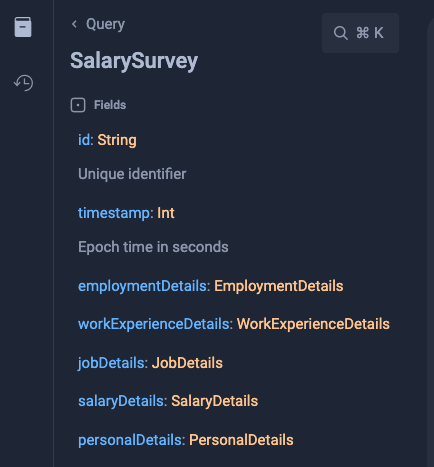 Query
⌘ K
SalarySurvey
Fields
id: String
Unique identifier
timestamp: Int
Epoch time in seconds
employmentDetails: EmploymentDetails
workExperienceDetails: WorkExperienceDetails
jobDetails: JobDetails
salaryDetails: SalaryDetails
personalDetails: PersonalDetails